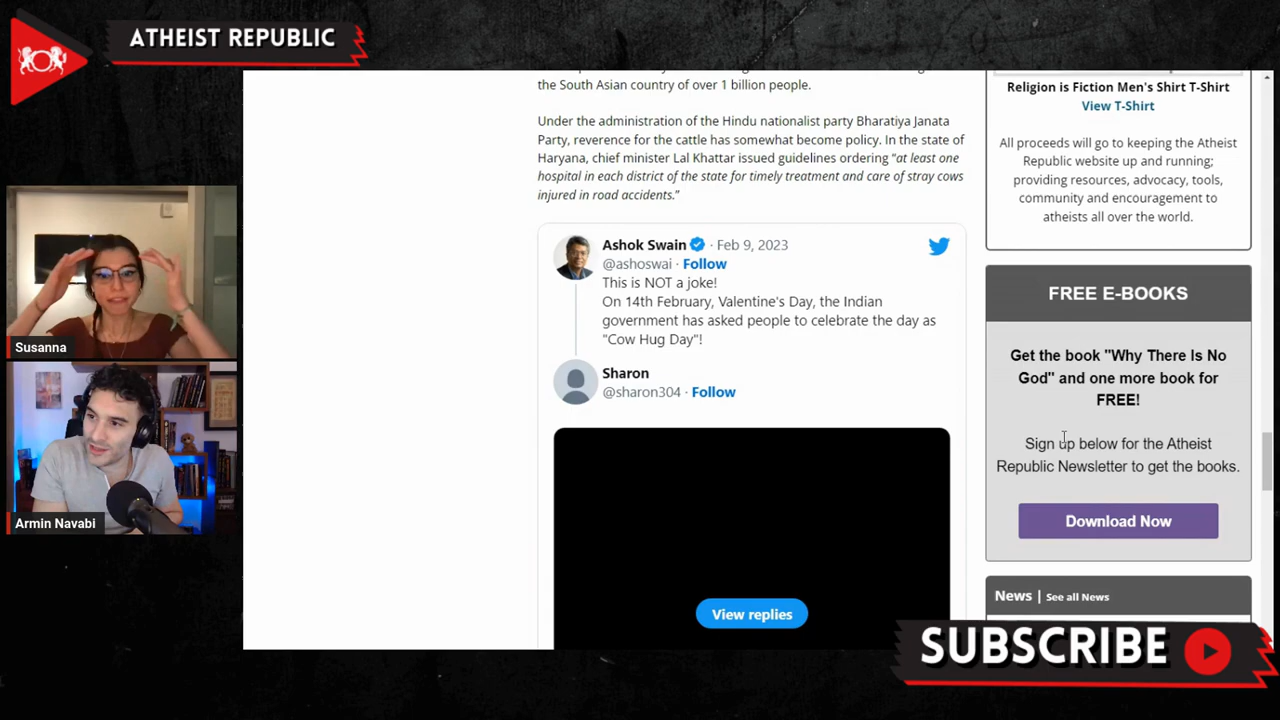 ATHEIST REPUBLIC
the South Asian country of over 1 billion people.
Under the administration of the Hindu nationalist party Bharatiya Janata
Party, reverence for the cattle has somewhat become policy. In the state of
Haryana, chief minister Lal Khattar issued guidelines ordering "at least one
hospital in each district of the state for timely treatment and care of stray cows
injured in road accidents."
Ashok Swain · Feb 9, 2023
@ashoswai · Follow
This is NOT a joke!
On 14th February, Valentine's Day, the Indian
government has asked people to celebrate the day as
"Cow Hug Day"!
Sharon
@sharon304 · Follow
View replies
Religion is Fiction Men's Shirt T-Shirt
View T-Shirt
All proceeds will go to keeping the Atheist
Republic website up and running;
providing resources, advocacy, tools,
community and encouragement to
atheists all over the world.
FREE E-BOOKS
Get the book "Why There Is No
God" and one more book for
FREE!
Sign up below for the Atheist
Republic Newsletter to get the books.
Download Now
News | See all News
Susanna
Armin Navabi
SUBSCRIBE